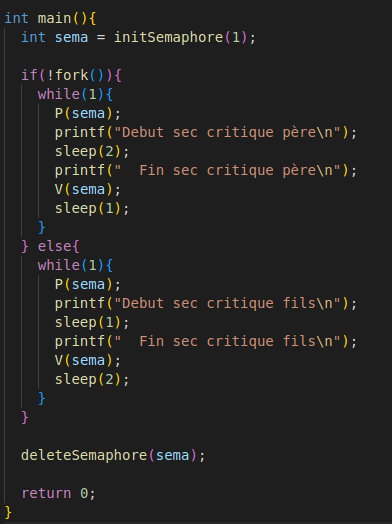 int main(){
  int sema = initSemaphore(1);

  if(!fork()){
    while(1){
      P(sema);
      printf("Debut sec critique père\n");
      sleep(2);
      printf("  Fin sec critique père\n");
      V(sema);
      sleep(1);
    }
  } else{
    while(1){
      P(sema);
      printf("Debut sec critique fils\n");
      sleep(1);
      printf("  Fin sec critique fils\n");
      V(sema);
      sleep(2);
    }
  }

  deleteSemaphore(sema);

  return 0;
}